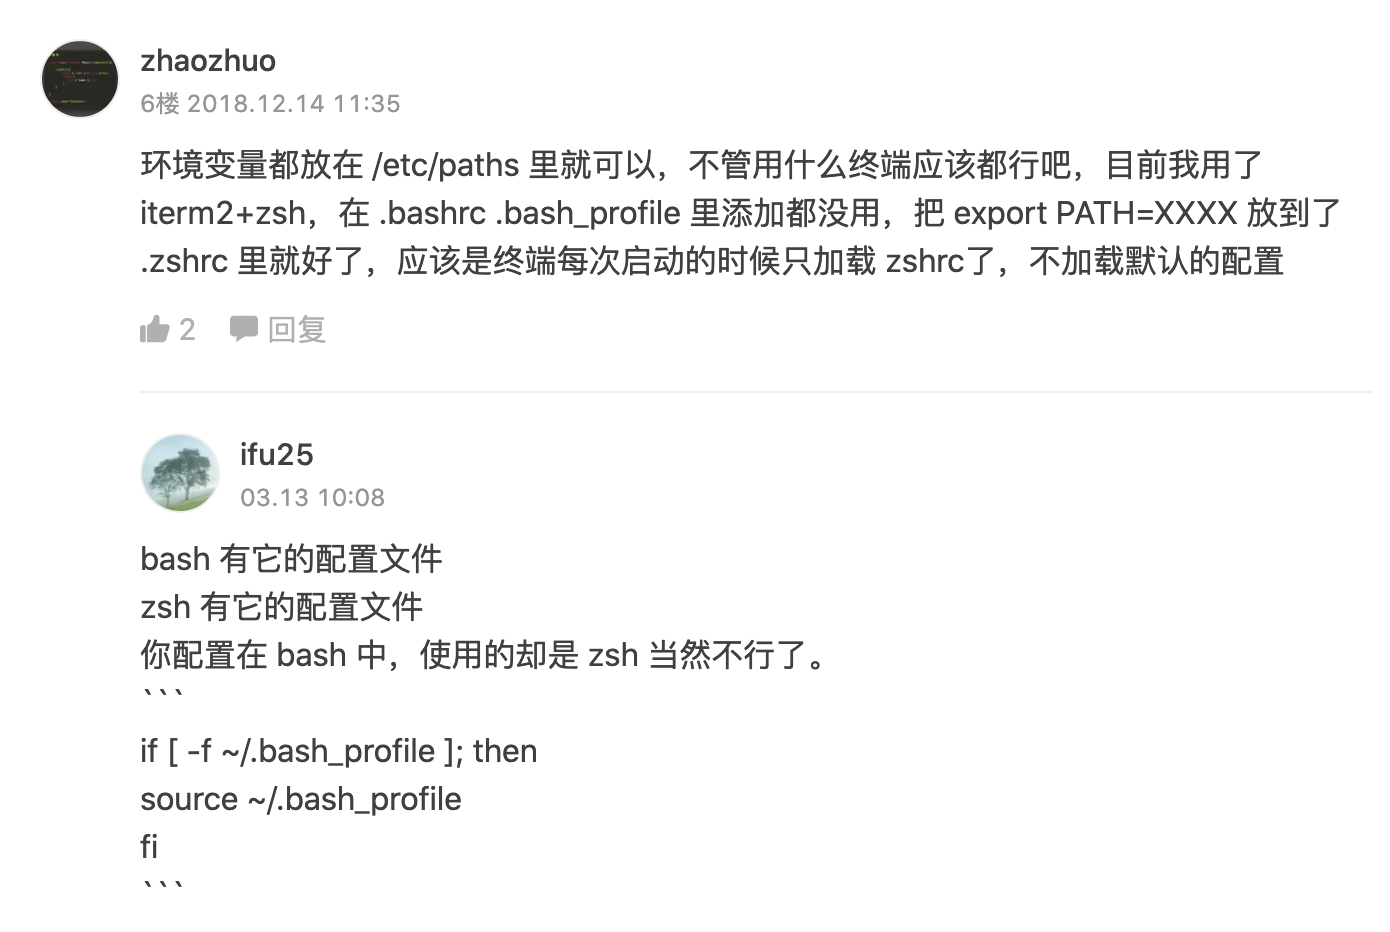 zhaozhuo
6楼 2018.12.14 11:35
环境变量都放在 /etc/paths 里就可以，不管用什么终端应该都行吧，目前我用了
iterm2+zsh，在 .bashrc .bash_profile 里添加都没用，把 export PATH=XXXX 放到了
.zshrc 里就好了，应该是终端每次启动的时候只加载 zshrc了，不加载默认的配置
2 回复
ifu25
03.13 10:08
bash 有它的配置文件
zsh 有它的配置文件
你配置在 bash 中，使用的却是 zsh 当然不行了。
```
if [ -f ~/.bash_profile ]; then
source ~/.bash_profile
fi
```